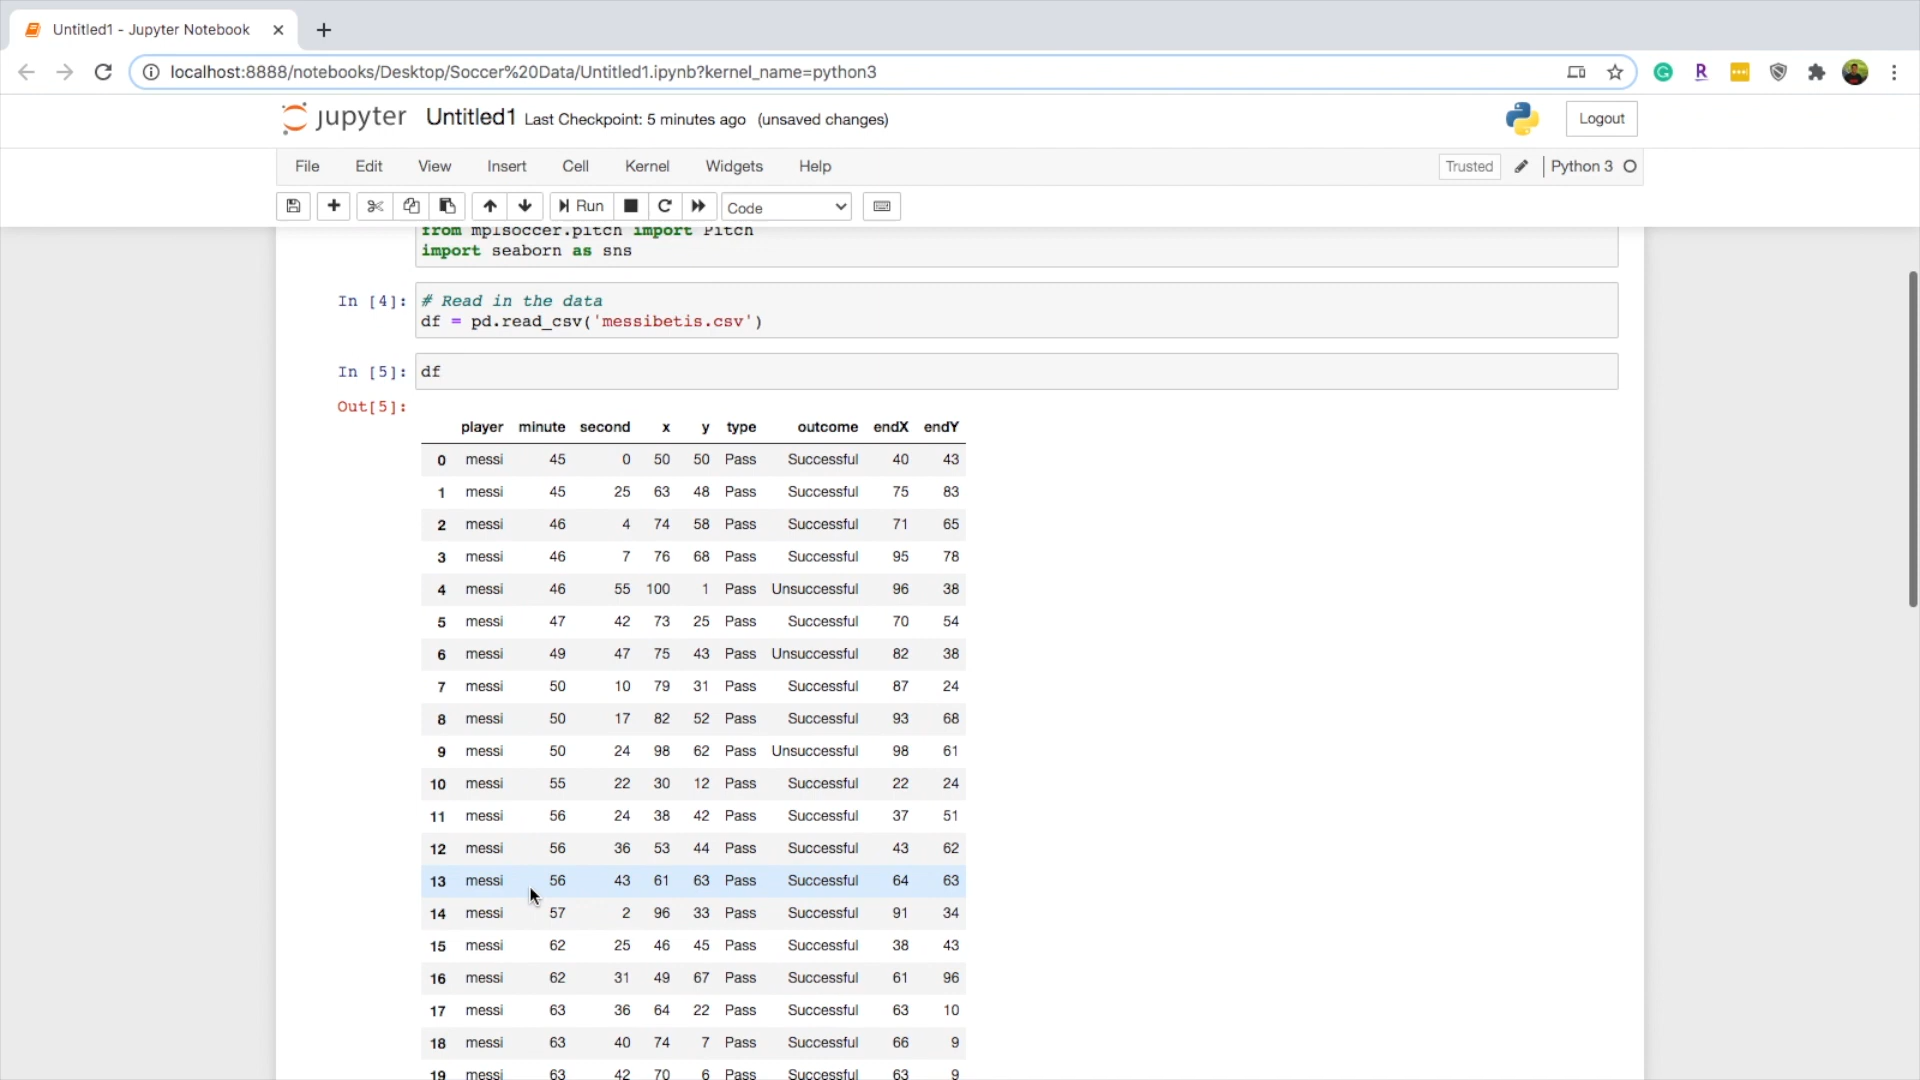 Untitled1 - Jupyter Notebook
localhost:8888/notebooks/Desktop/Soccer%20Data/Untitled1.ipynb?kernel_name=python3
jupyter Untitled1 Last Checkpoint: 5 minutes ago (unsaved changes) Logout
File Edit View Insert Cell Kernel Widgets Help Trusted Python 3
Run Code
from mplsoccer.pitch import Pitch
import seaborn as sns
In [4]: # Read in the data
df = pd.read_csv('messibetis.csv')
In [5]: df
Out[5]:
player minute second x y type outcome endX endY
0 messi 45 0 50 50 Pass Successful 40 43
1 messi 45 25 63 48 Pass Successful 75 83
2 messi 46 4 74 58 Pass Successful 71 65
3 messi 46 7 76 68 Pass Successful 95 78
4 messi 46 55 100 1 Pass Unsuccessful 96 38
5 messi 47 42 73 25 Pass Successful 70 54
6 messi 49 47 75 43 Pass Unsuccessful 82 38
7 messi 50 10 79 31 Pass Successful 87 24
8 messi 50 17 82 52 Pass Successful 93 68
9 messi 50 24 98 62 Pass Unsuccessful 98 61
10 messi 55 22 30 12 Pass Successful 22 24
11 messi 56 24 38 42 Pass Successful 37 51
12 messi 56 36 53 44 Pass Successful 43 62
13 messi 56 43 61 63 Pass Successful 64 63
14 messi 57 2 96 33 Pass Successful 91 34
15 messi 62 25 46 45 Pass Successful 38 43
16 messi 62 31 49 67 Pass Successful 61 96
17 messi 63 36 64 22 Pass Successful 63 10
18 messi 63 40 74 7 Pass Successful 66 9
19 messi 63 42 70 6 Pass Successful 63 9